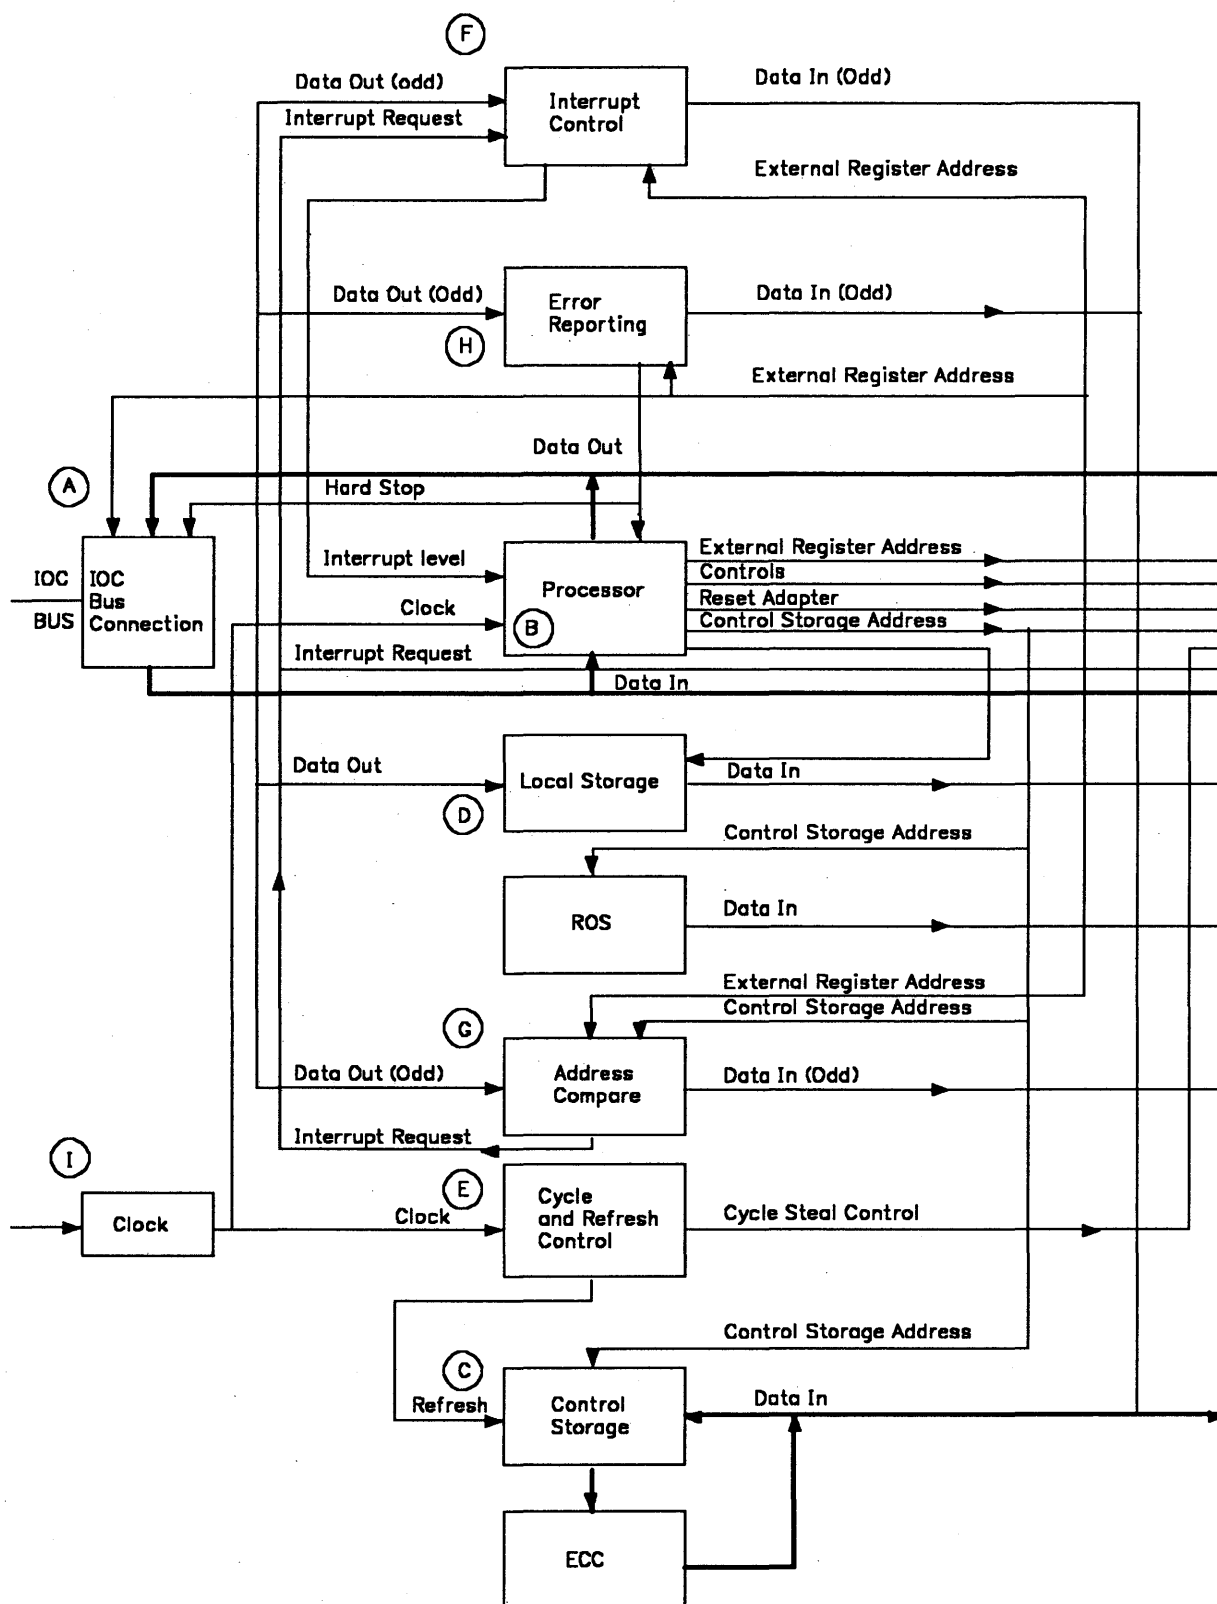 F
Data Out (odd)
Data In (Odd)
Interrupt
Control
Interrupt Request
External Register Address
Data Out (Odd)
Error
Reporting
Data In (Odd)
H
External Register Address
Data Out
A
Hard Stop
External Register Address
Interrupt level
Controls
IOC
BUS
IOC
Bus
Connection
Processor
Reset Adapter
Clock
B
Control Storage Address
Interrupt Request
Data In
Data Out
Local Storage
Data In
D
Control Storage Address
ROS
Data In
External Register Address
Control Storage Address
G
Data Out (Odd)
Address
Compare
Data In (Odd)
Interrupt Request
I
E
Clock
Clock
Cycle
and Refresh
Control
Cycle Steal Control
Control Storage Address
C
Refresh
Control
Storage
Data In
ECC